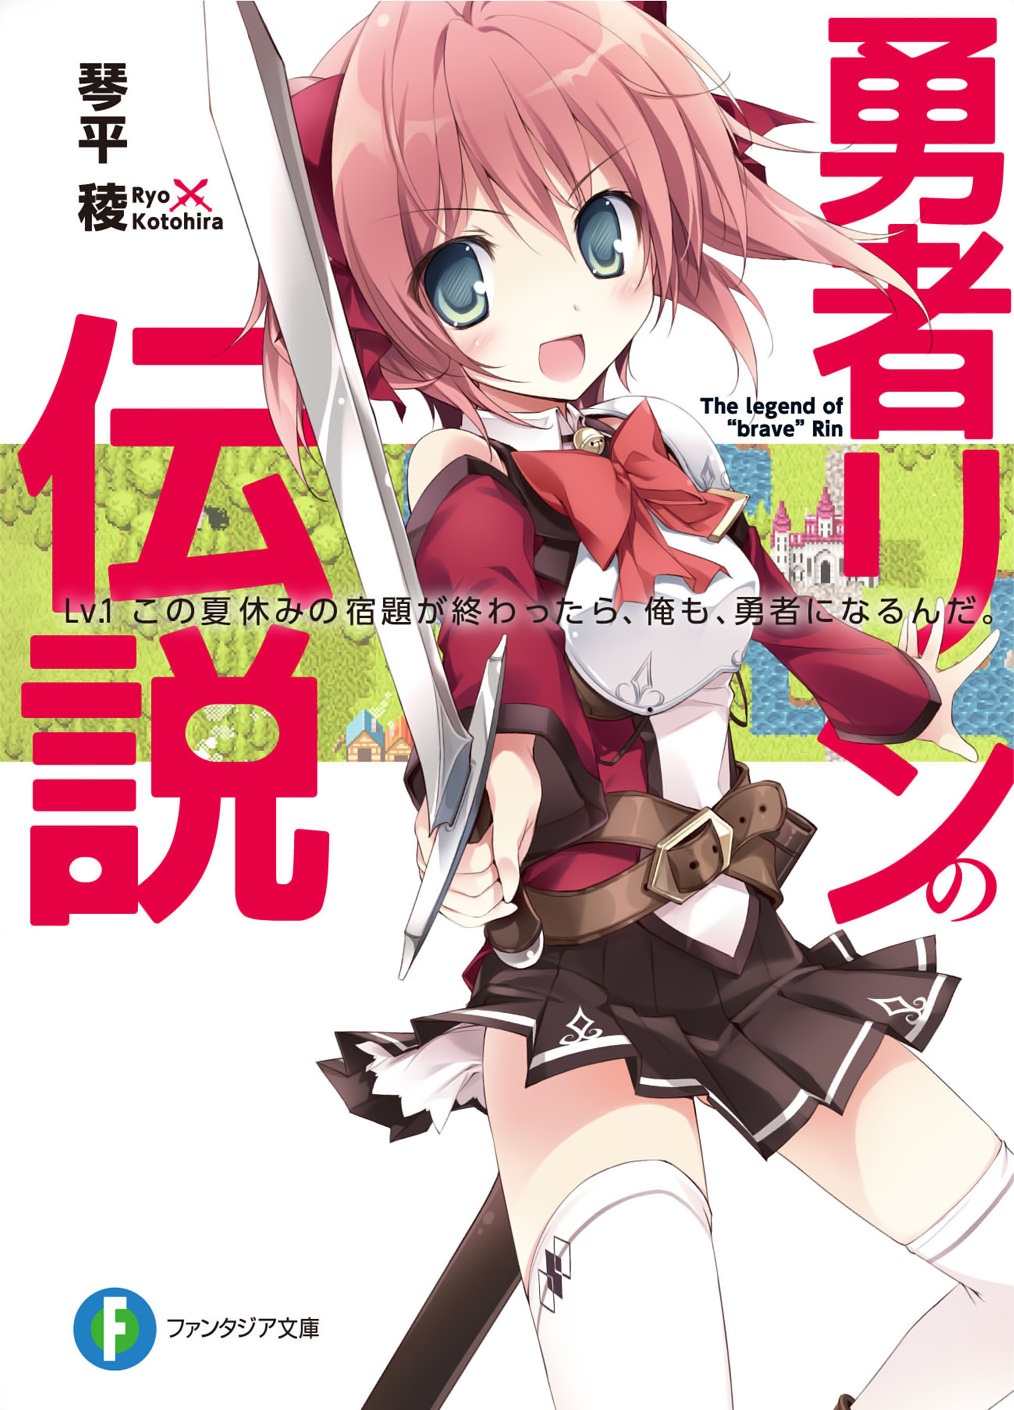 勇者リンの
伝説
The legend of
“brave” Rin
Lv.1 この夏休みの宿題が終わったら、俺も、勇者になるんだ。
琴平 稜
Ryo
Kotohira
F ファンタジア文庫